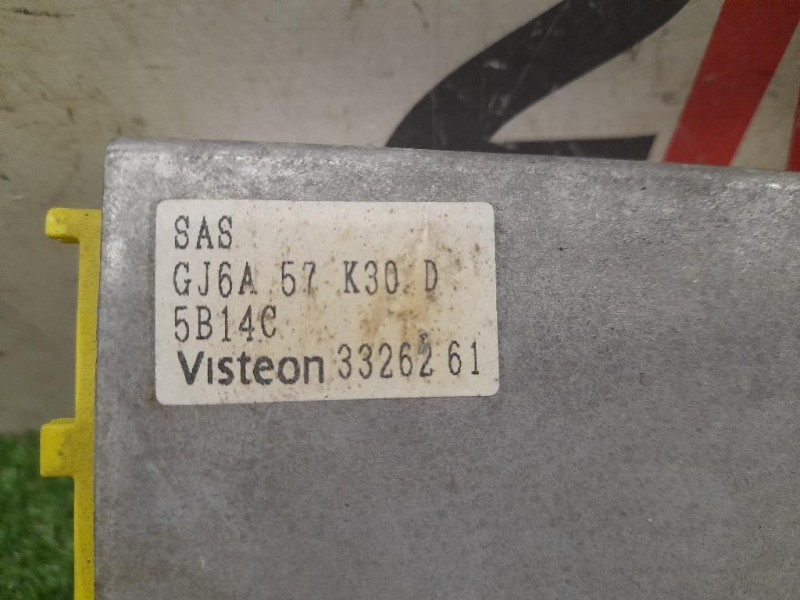 SAS
GJ6A 57 K30 D
5B14C
Visteon 33262 61